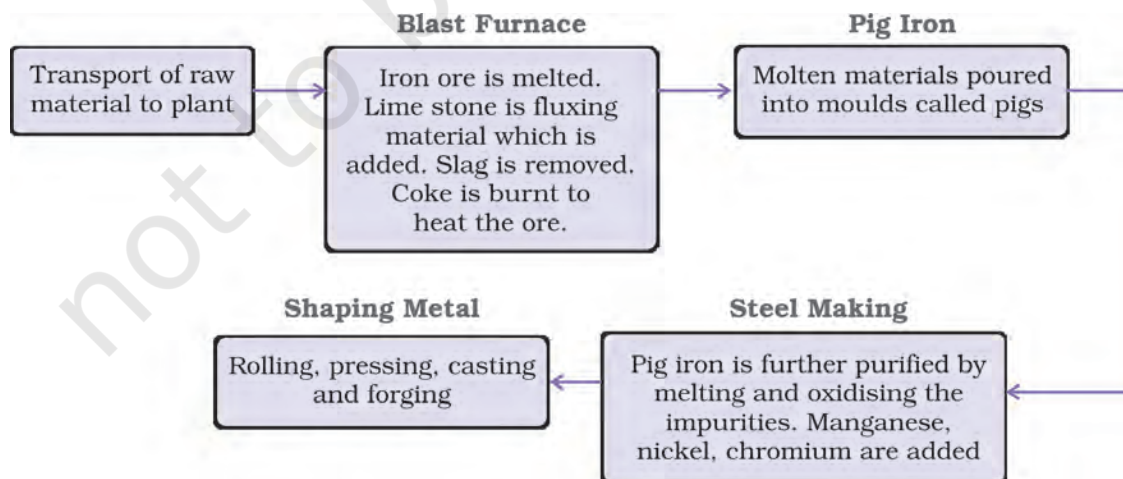 Blast Furnace
Pig Iron
Transport of raw
material to plant
Iron ore is melted.
Lime stone is fluxing
material which is
added. Slag is removed.
Coke is burnt to
heat the ore.
Molten materials poured
into moulds called pigs
Shaping Metal
Steel Making
Rolling, pressing, casting
and forging
Pig iron is further purified by
melting and oxidising the
impurities. Manganese,
nickel, chromium are added
not to b